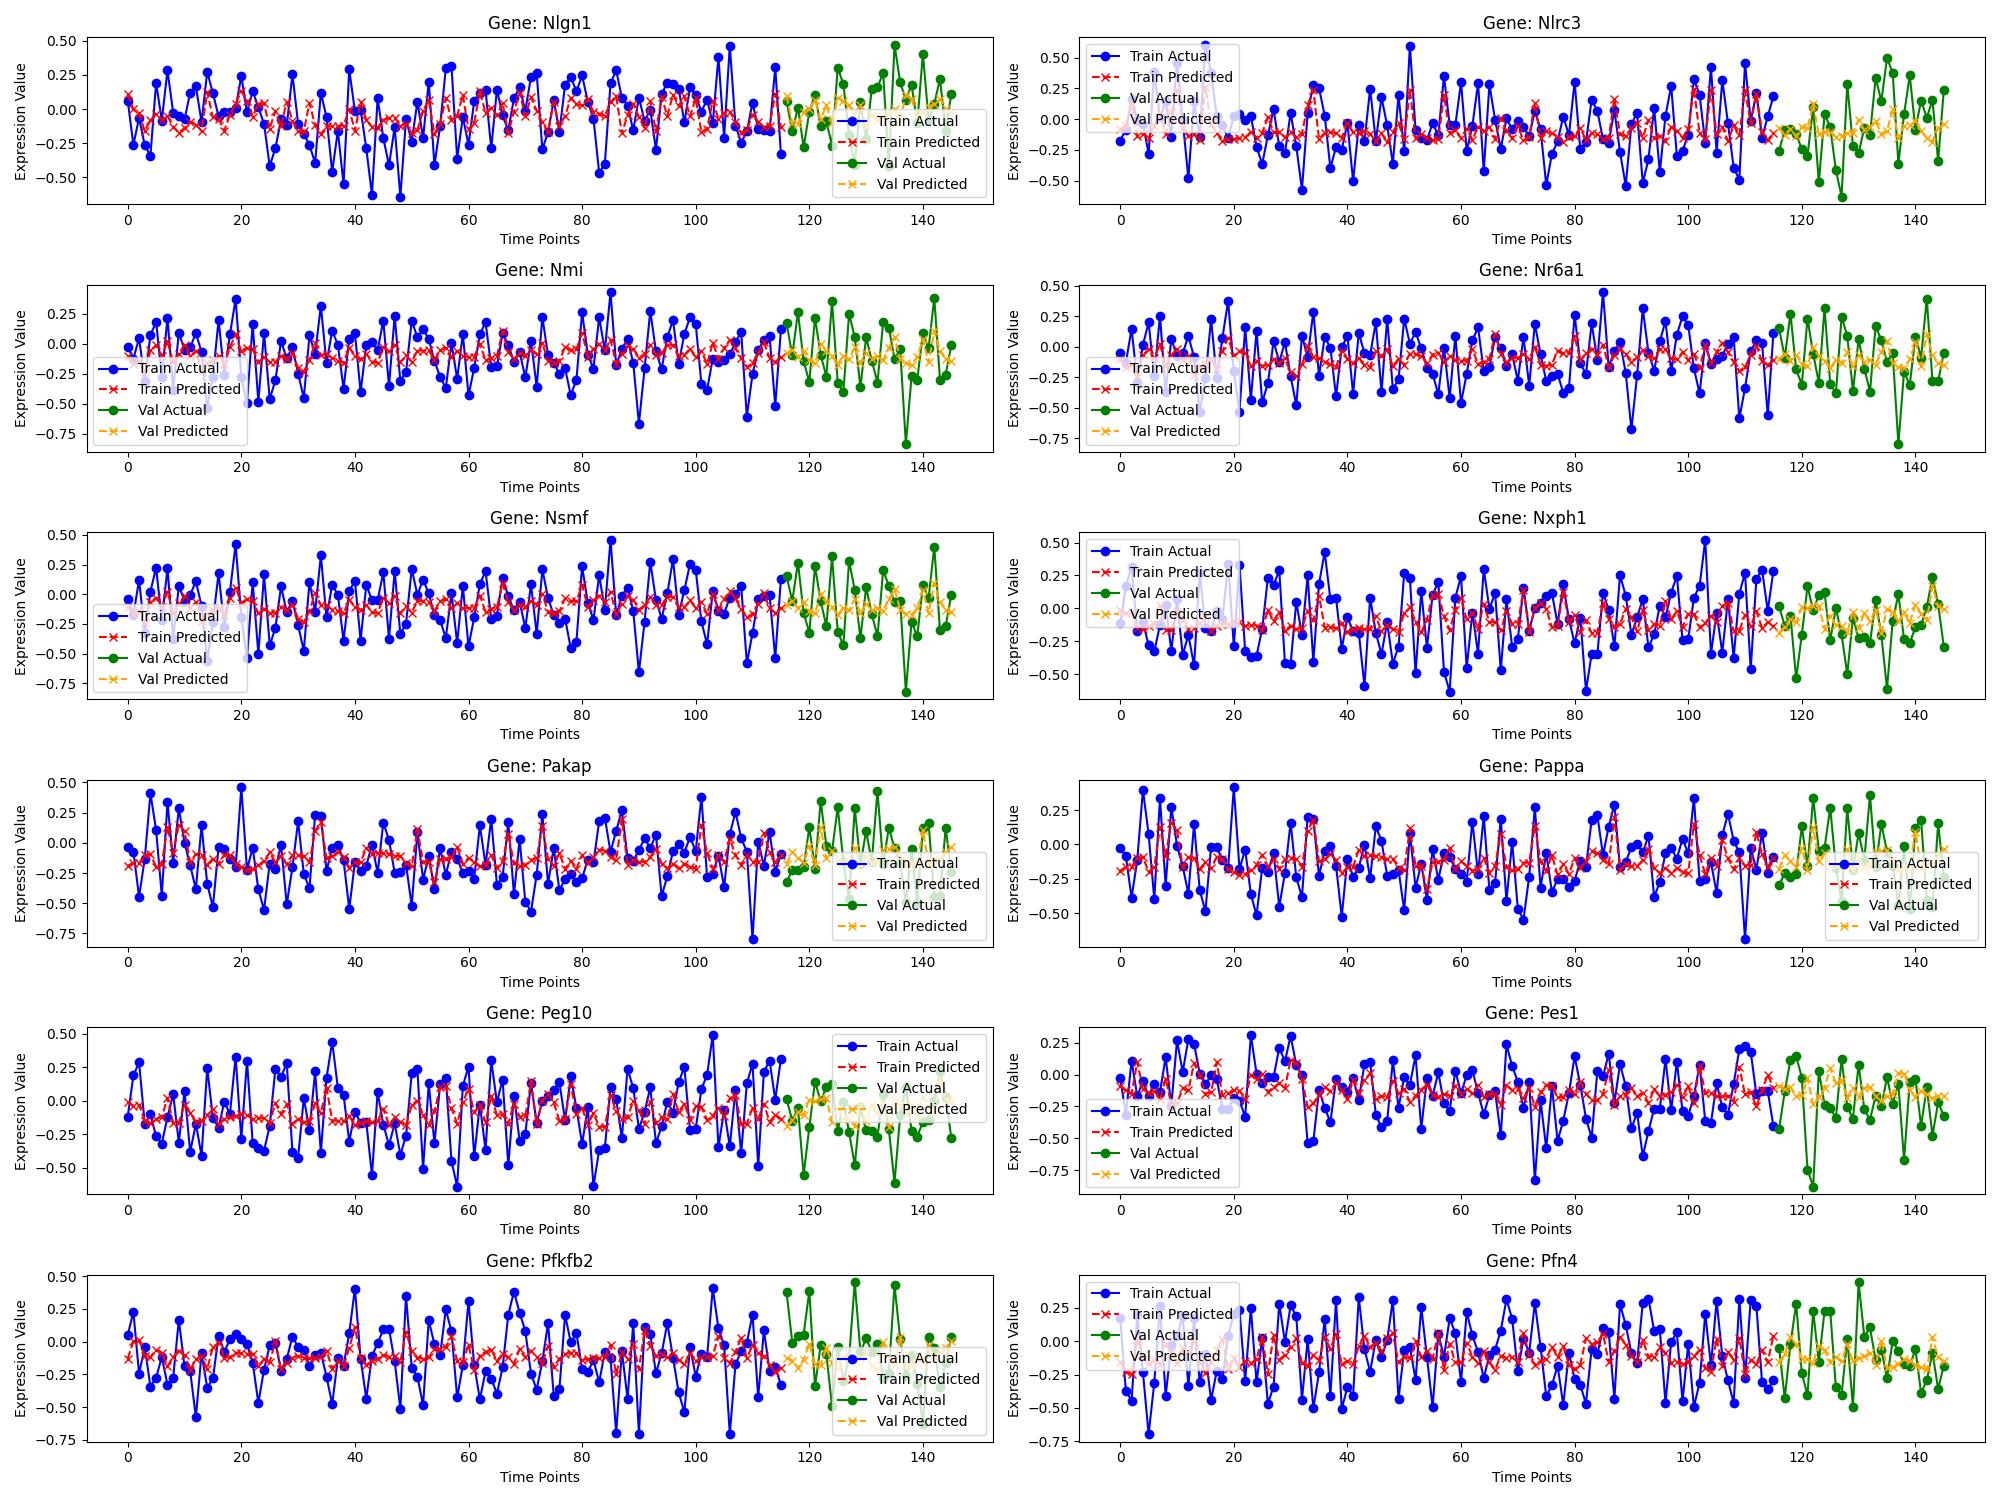 Gene: Nlgn1
Expression Value
0.50
0.25
0.00
−0.25
−0.50
0 20 40 60 80 100 120 140
Time Points
Train Actual
Train Predicted
Val Actual
Val Predicted
Gene: Nlrc3
Expression Value
0.50
0.25
0.00
−0.25
−0.50
0 20 40 60 80 100 120 140
Time Points
Train Actual
Train Predicted
Val Actual
Val Predicted
Gene: Nmi
Expression Value
0.25
0.00
−0.25
−0.50
−0.75
0 20 40 60 80 100 120 140
Time Points
Train Actual
Train Predicted
Val Actual
Val Predicted
Gene: Nr6a1
Expression Value
0.50
0.25
0.00
−0.25
−0.50
−0.75
0 20 40 60 80 100 120 140
Time Points
Train Actual
Train Predicted
Val Actual
Val Predicted
Gene: Nsmf
Expression Value
0.50
0.25
0.00
−0.25
−0.50
−0.75
0 20 40 60 80 100 120 140
Time Points
Train Actual
Train Predicted
Val Actual
Val Predicted
Gene: Nxph1
Expression Value
0.50
0.25
0.00
−0.25
−0.50
0 20 40 60 80 100 120 140
Time Points
Train Actual
Train Predicted
Val Actual
Val Predicted
Gene: Pakap
Expression Value
0.50
0.25
0.00
−0.25
−0.50
−0.75
0 20 40 60 80 100 120 140
Time Points
Train Actual
Train Predicted
Val Actual
Val Predicted
Gene: Pappa
Expression Value
0.25
0.00
−0.25
−0.50
0 20 40 60 80 100 120 140
Time Points
Train Actual
Train Predicted
Val Actual
Val Predicted
Gene: Peg10
Expression Value
0.50
0.25
0.00
−0.25
−0.50
0 20 40 60 80 100 120 140
Time Points
Train Actual
Train Predicted
Val Actual
Val Predicted
Gene: Pes1
Expression Value
0.25
0.00
−0.25
−0.50
−0.75
0 20 40 60 80 100 120 140
Time Points
Train Actual
Train Predicted
Val Actual
Val Predicted
Gene: Pfkfb2
Expression Value
0.50
0.25
0.00
−0.25
−0.50
−0.75
0 20 40 60 80 100 120 140
Time Points
Train Actual
Train Predicted
Val Actual
Val Predicted
Gene: Pfn4
Expression Value
0.25
0.00
−0.25
−0.50
−0.75
0 20 40 60 80 100 120 140
Time Points
Train Actual
Train Predicted
Val Actual
Val Predicted